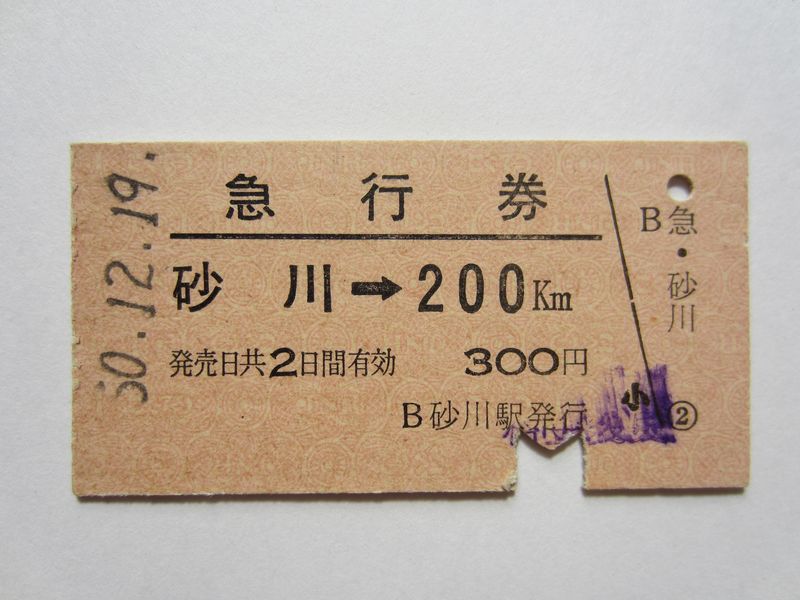 50.12.19.
急行券
砂川→200Km
発売日共2日間有効 300円
B砂川駅発行
小
B急・砂川
②